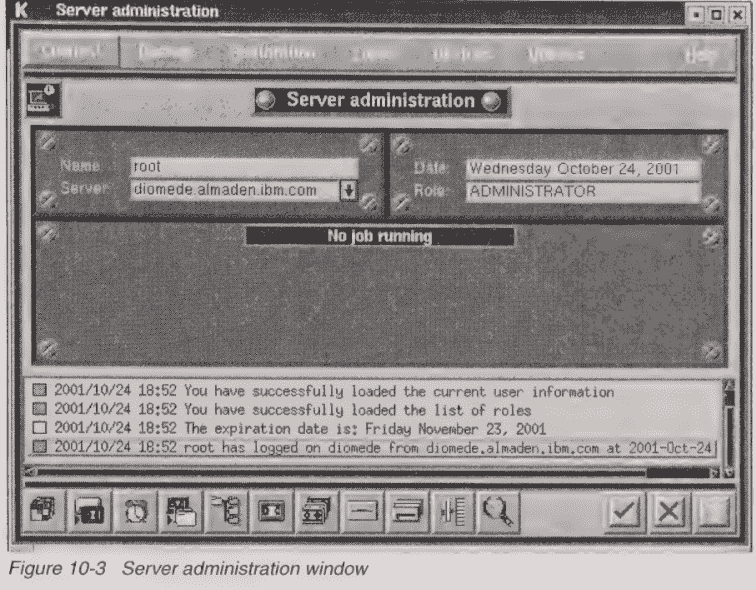 Server administration
Control Help
Server administration
Name root
Server diomede.almaden.ibm.com
Date Wednesday October 24, 2001
Role ADMINISTRATOR
No job running
2001/10/24 18:52 You have successfully loaded the current user information
2001/10/24 18:52 You have successfully loaded the list of roles
2001/10/24 18:52 The expiration date is: Friday November 23, 2001
2001/10/24 18:52 root has logged on diomede from diomede.almaden.ibm.com at 2001-Oct-24
Figure 10-3 Server administration window